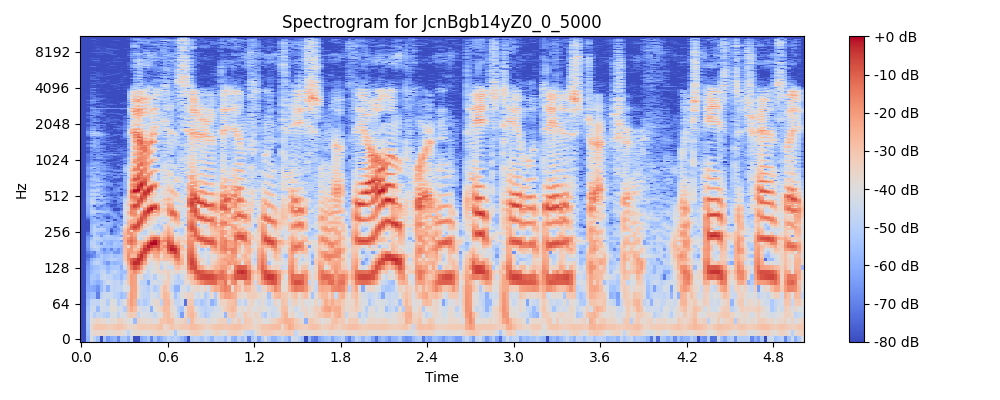 Spectrogram for JcnBgb14yZ0_0_5000
8192
4096
2048
1024
512
256
128
64
0
Hz
0.0 0.6 1.2 1.8 2.4 3.0 3.6 4.2 4.8
Time
+0 dB
-10 dB
-20 dB
-30 dB
-40 dB
-50 dB
-60 dB
-70 dB
-80 dB